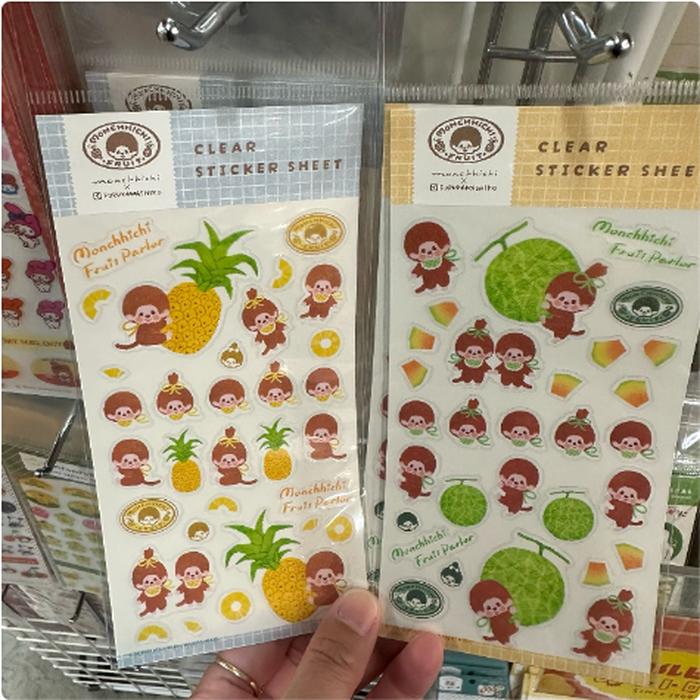 MONCHHICHI
FRUIT
monchhichi
×
CLEAR
STICKER SHEET
Monchhichi
Fruit Parlor
Monchhichi
Fruit Parlor
MONCHHICHI
FRUIT
monchhichi
×
CLEAR
STICKER SHEE
Monchhichi
Fruit Parlor
Monchhichi
Fruit Parlor